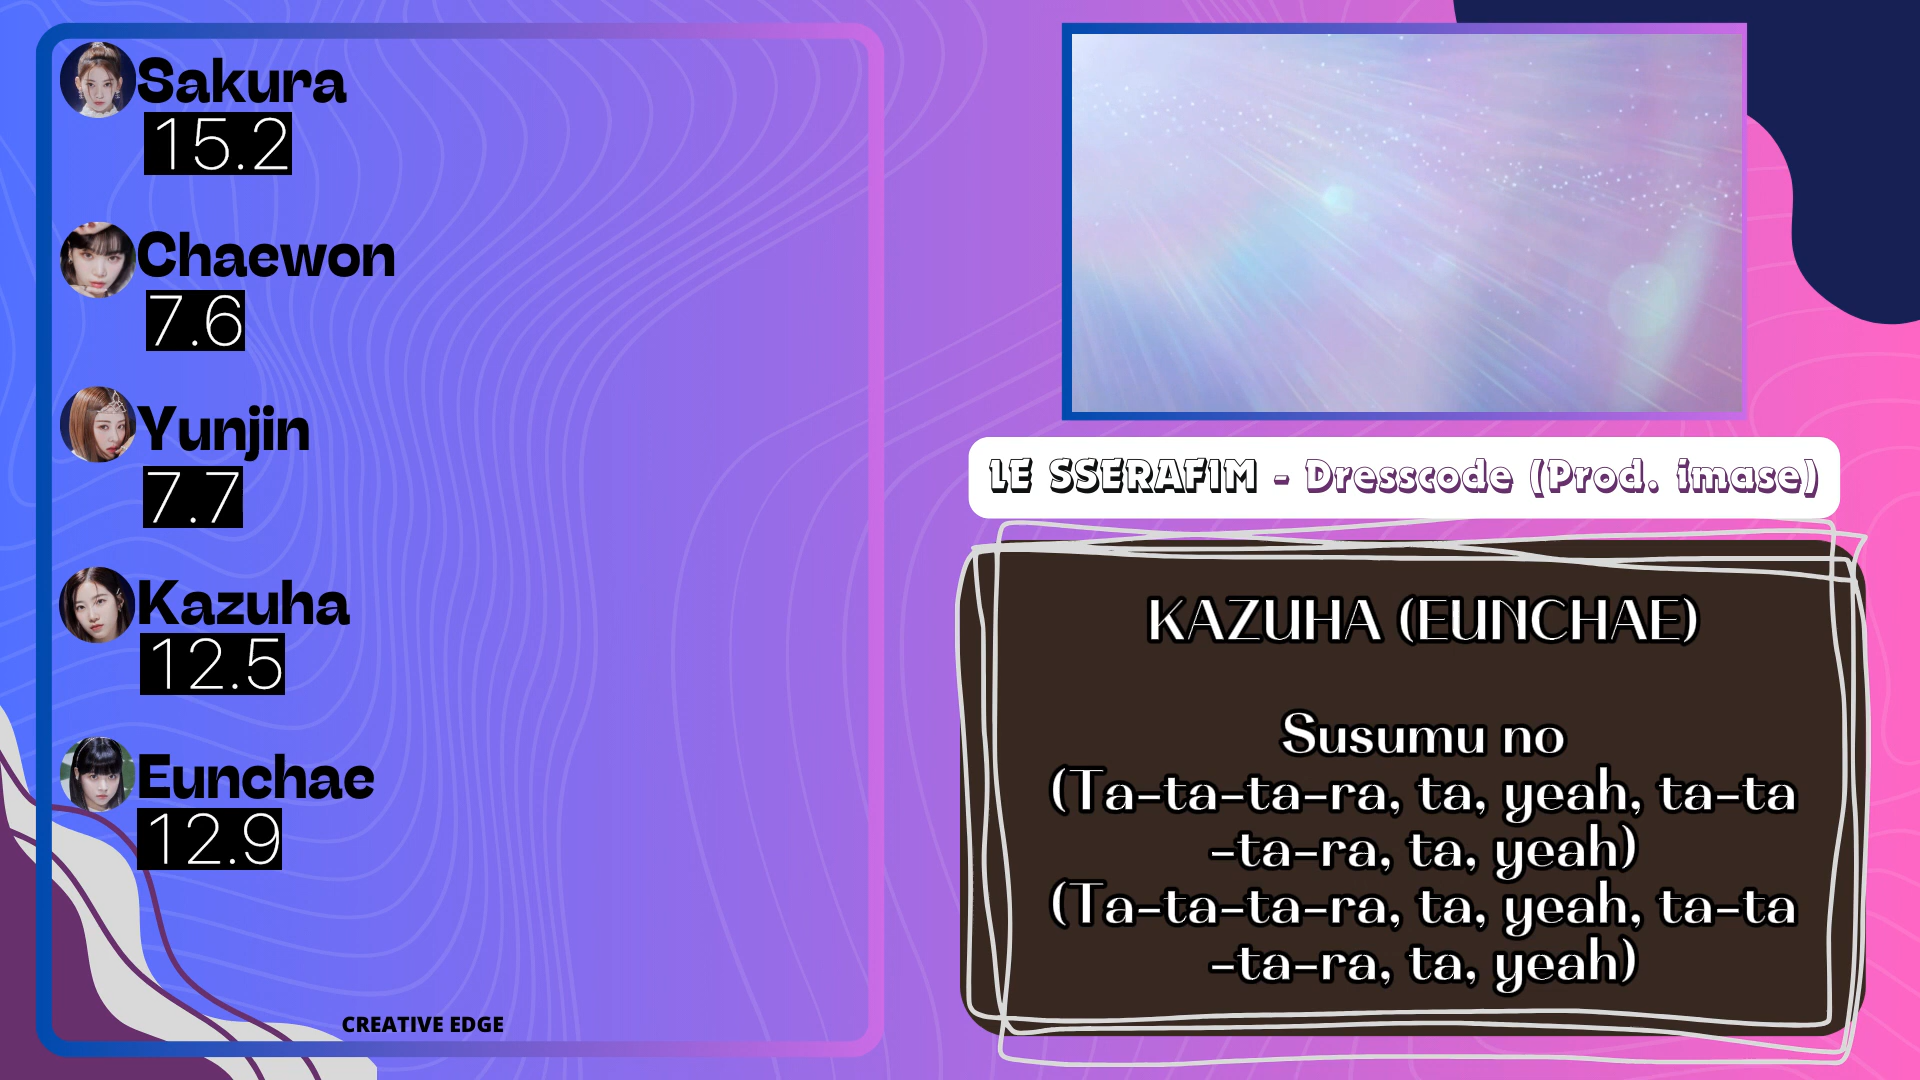 Sakura
15.2
Chaewon
7.6
Yunjin
7.7
Kazuha
12.5
Eunchae
12.9
CREATIVE EDGE
LE SSERAFIM - Dresscode (Prod. imase)
KAZUHA (EUNCHAE)
Susumu no
(Ta-ta-ta-ra, ta, yeah, ta-ta
-ta-ra, ta, yeah)
(Ta-ta-ta-ra, ta, yeah, ta-ta
-ta-ra, ta, yeah)